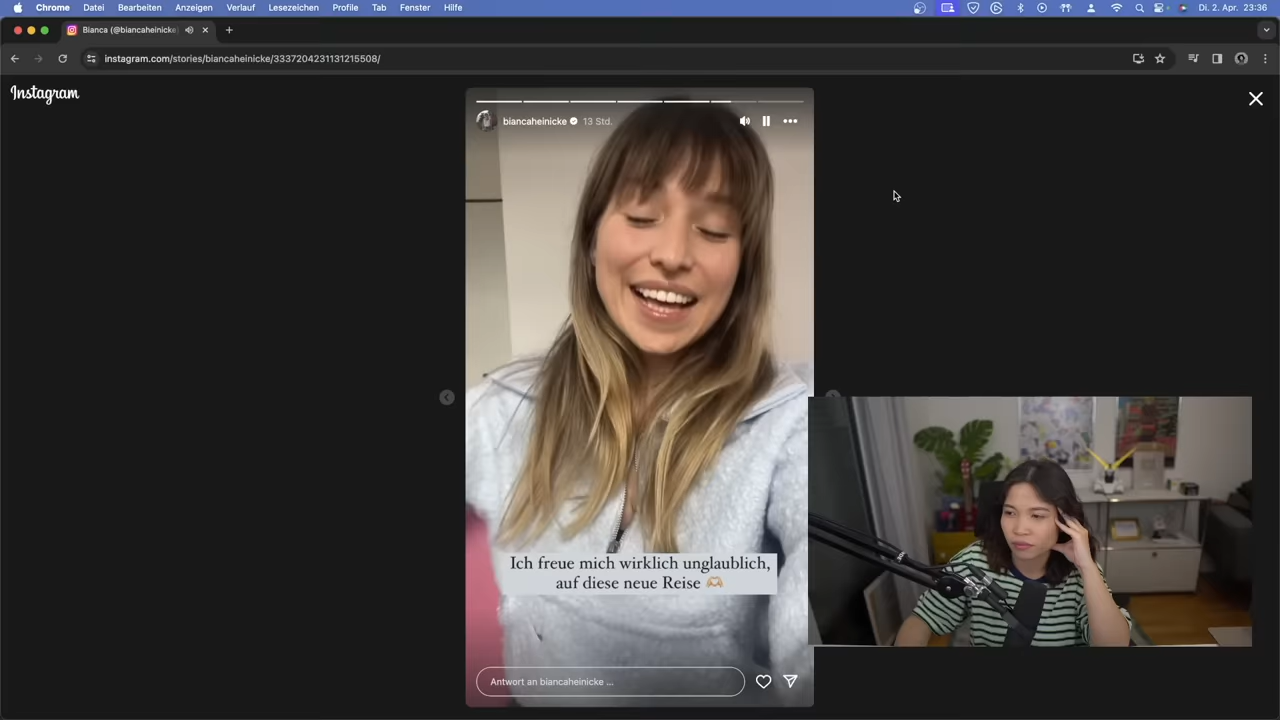 Chrome Datei Bearbeiten Anzeigen Verlauf Lesezeichen Profile Tab Fenster Hilfe Di. 2. Apr. 23:36
Bianca (@biancaheinicke)
instagram.com/stories/biancaheinicke/3337204231131215508/
Instagram
biancaheinicke 13 Std.
Ich freue mich wirklich unglaublich,
auf diese neue Reise 🫶🏼
Antwort an biancaheinicke ...